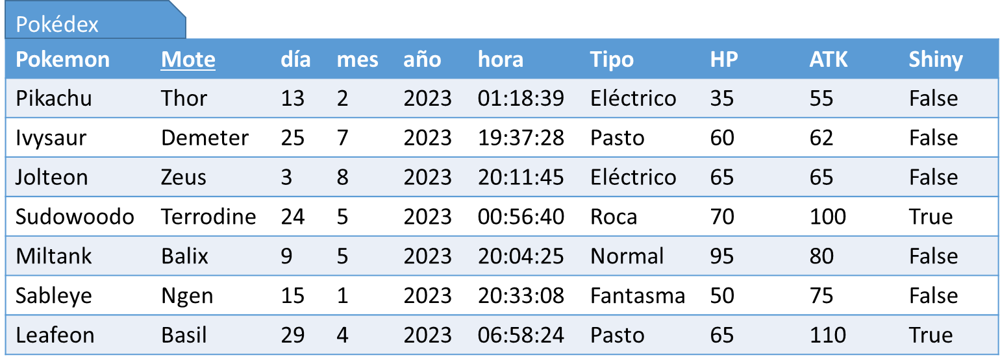 Pokédex
Pokemon Mote día mes año hora Tipo HP ATK Shiny
Pikachu Thor 13 2 2023 01:18:39 Eléctrico 35 55 False
Ivysaur Demeter 25 7 2023 19:37:28 Pasto 60 62 False
Jolteon Zeus 3 8 2023 20:11:45 Eléctrico 65 65 False
Sudowoodo Terrodine 24 5 2023 00:56:40 Roca 70 100 True
Miltank Balix 9 5 2023 20:04:25 Normal 95 80 False
Sableye Ngen 15 1 2023 20:33:08 Fantasma 50 75 False
Leafeon Basil 29 4 2023 06:58:24 Pasto 65 110 True